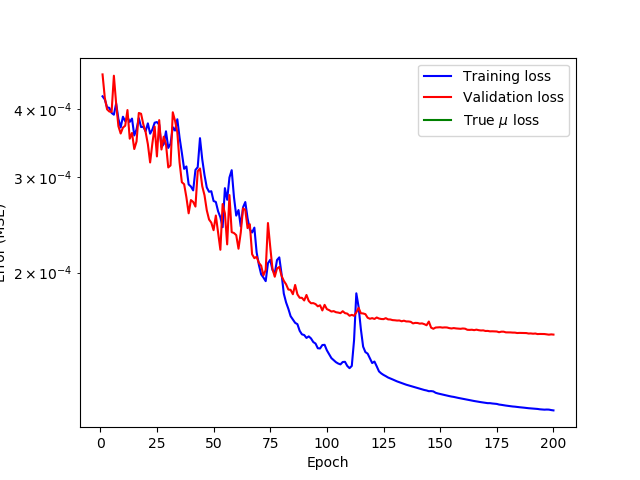 Training loss
Validation loss
True μ loss
4 × 10⁻⁴
3 × 10⁻⁴
2 × 10⁻⁴
(MSE)
0 25 50 75 100 125 150 175 200
Epoch